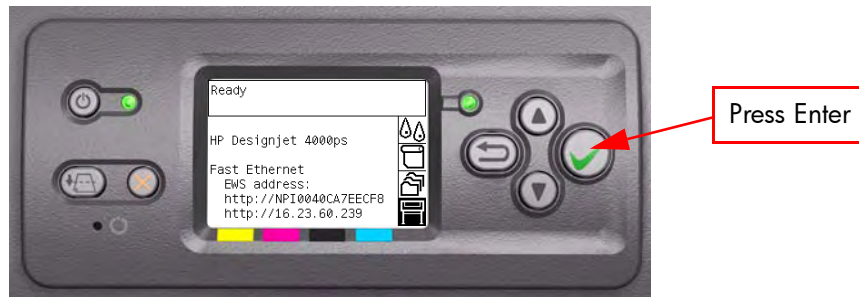 Ready
HP Designjet 4000ps
Fast Ethernet
EWS address:
http://NPI0040CA7EECF8
http://16.23.60.239
Press Enter